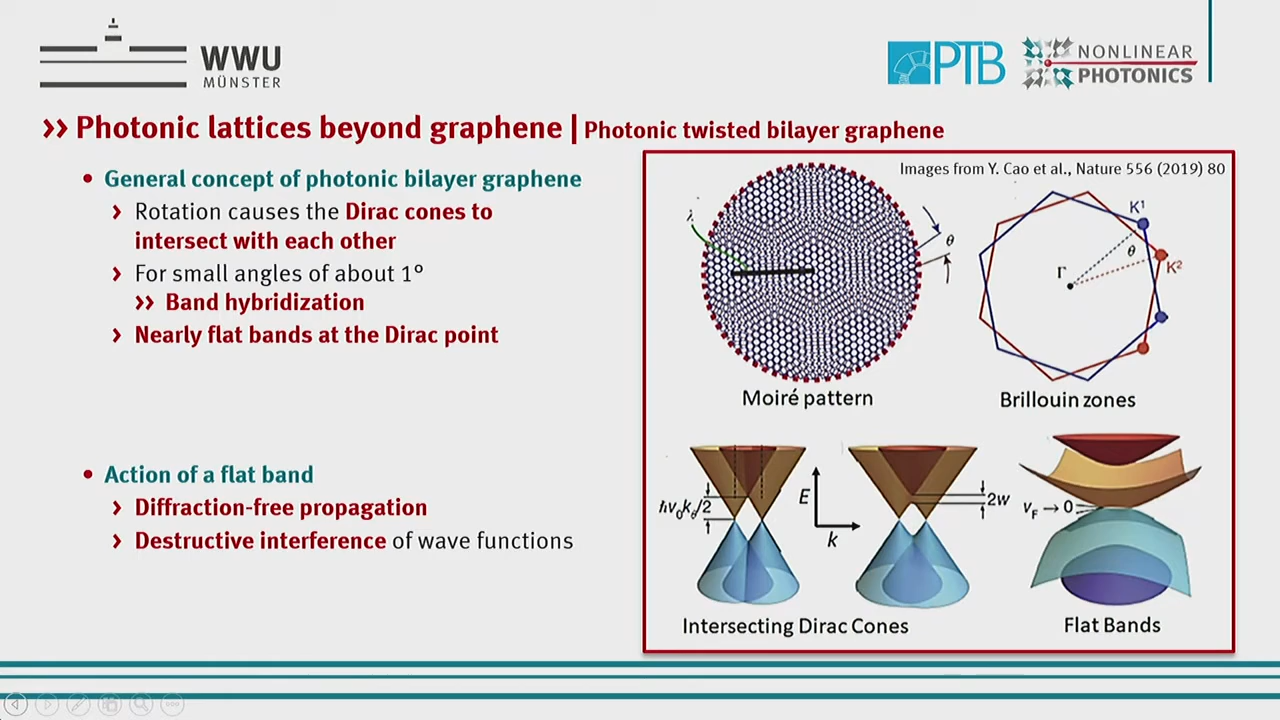 WWU
MÜNSTER
PTB
NONLINEAR
PHOTONICS
›› Photonic lattices beyond graphene | Photonic twisted bilayer graphene
• General concept of photonic bilayer graphene
› Rotation causes the Dirac cones to
intersect with each other
› For small angles of about 1°
›› Band hybridization
› Nearly flat bands at the Dirac point
• Action of a flat band
› Diffraction-free propagation
› Destructive interference of wave functions
Images from Y. Cao et al., Nature 556 (2019) 80
λ
θ
K¹
θ
Γ
K²
Moiré pattern
Brillouin zones
ħv₀kθ/2
E
k
2w
vF → 0
Intersecting Dirac Cones
Flat Bands